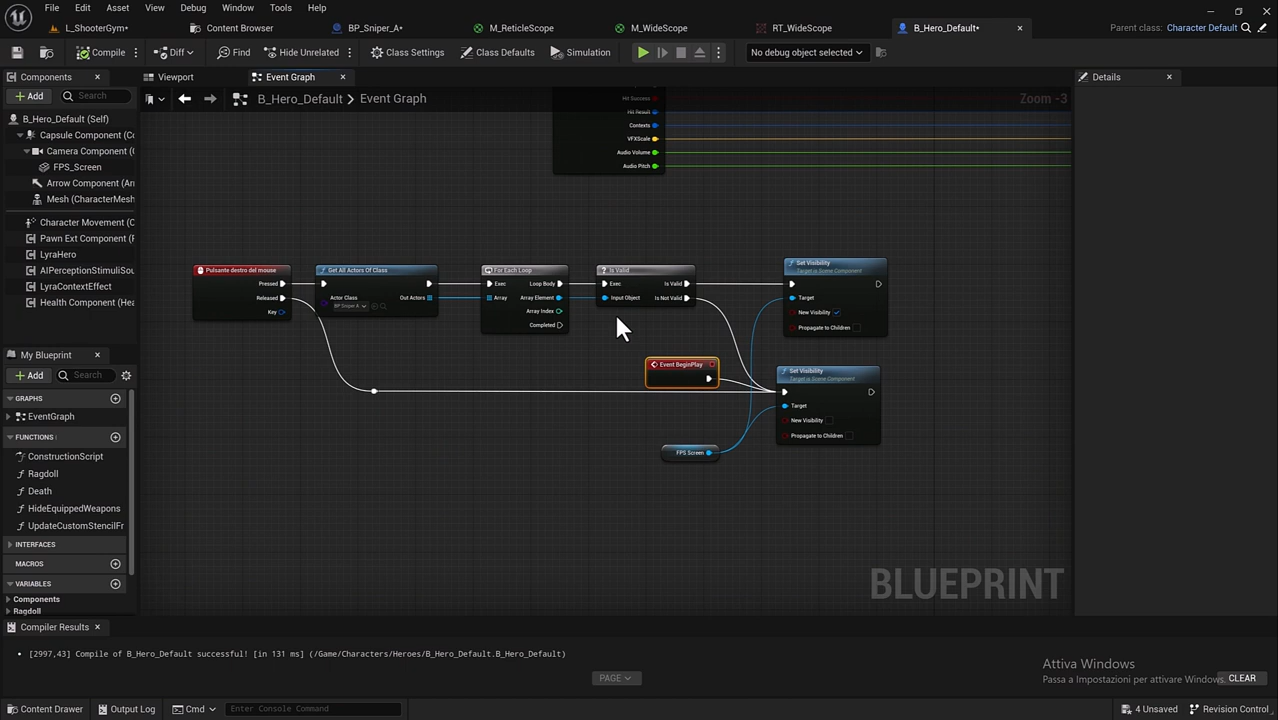 File Edit Asset View Debug Window Tools Help
L_ShooterGym* Content Browser BP_Sniper_A* M_ReticleScope M_WideScope RT_WideScope B_Hero_Default*
Parent class: Character Default
Compile Diff Find Hide Unrelated Class Settings Class Defaults Simulation No debug object selected
Components Viewport Event Graph Details
Add Search
B_Hero_Default > Event Graph
Zoom -3
B_Hero_Default (Self)
Capsule Component (Co
Camera Component (
FPS_Screen
Arrow Component (Arr
Mesh (CharacterMesh
Character Movement (C
Pawn Ext Component (
LyraHero
AIPerceptionStimuliSou
LyraContextEffect
Health Component (Hea
Hit Success
Hit Result
Contexts
VFXScale
Audio Volume
Audio Pitch
Pulsante destro del mouse
Pressed
Released
Key
Get All Actors Of Class
Actor Class
BP Sniper A
Out Actors
For Each Loop
Exec Loop Body
Array Array Element
Array Index
Completed
Is Valid
Exec Is Valid
Input Object Is Not Valid
Set Visibility
Target is Scene Component
Target
New Visibility
Propagate to Children
Event BeginPlay
Set Visibility
Target is Scene Component
Target
New Visibility
Propagate to Children
FPS Screen
BLUEPRINT
My Blueprint
Add Search
GRAPHS
EventGraph
FUNCTIONS
ConstructionScript
Ragdoll
Death
HideEquippedWeapons
UpdateCustomStencilFr
INTERFACES
MACROS
VARIABLES
Components
Ragdoll
Compiler Results
[2997,43] Compile of B_Hero_Default successful! [in 131 ms] (/Game/Characters/Heroes/B_Hero_Default.B_Hero_Default)
Attiva Windows
Passa a Impostazioni per attivare Windows.
PAGE
CLEAR
Content Drawer Output Log Cmd Enter Console Command 4 Unsaved Revision Control